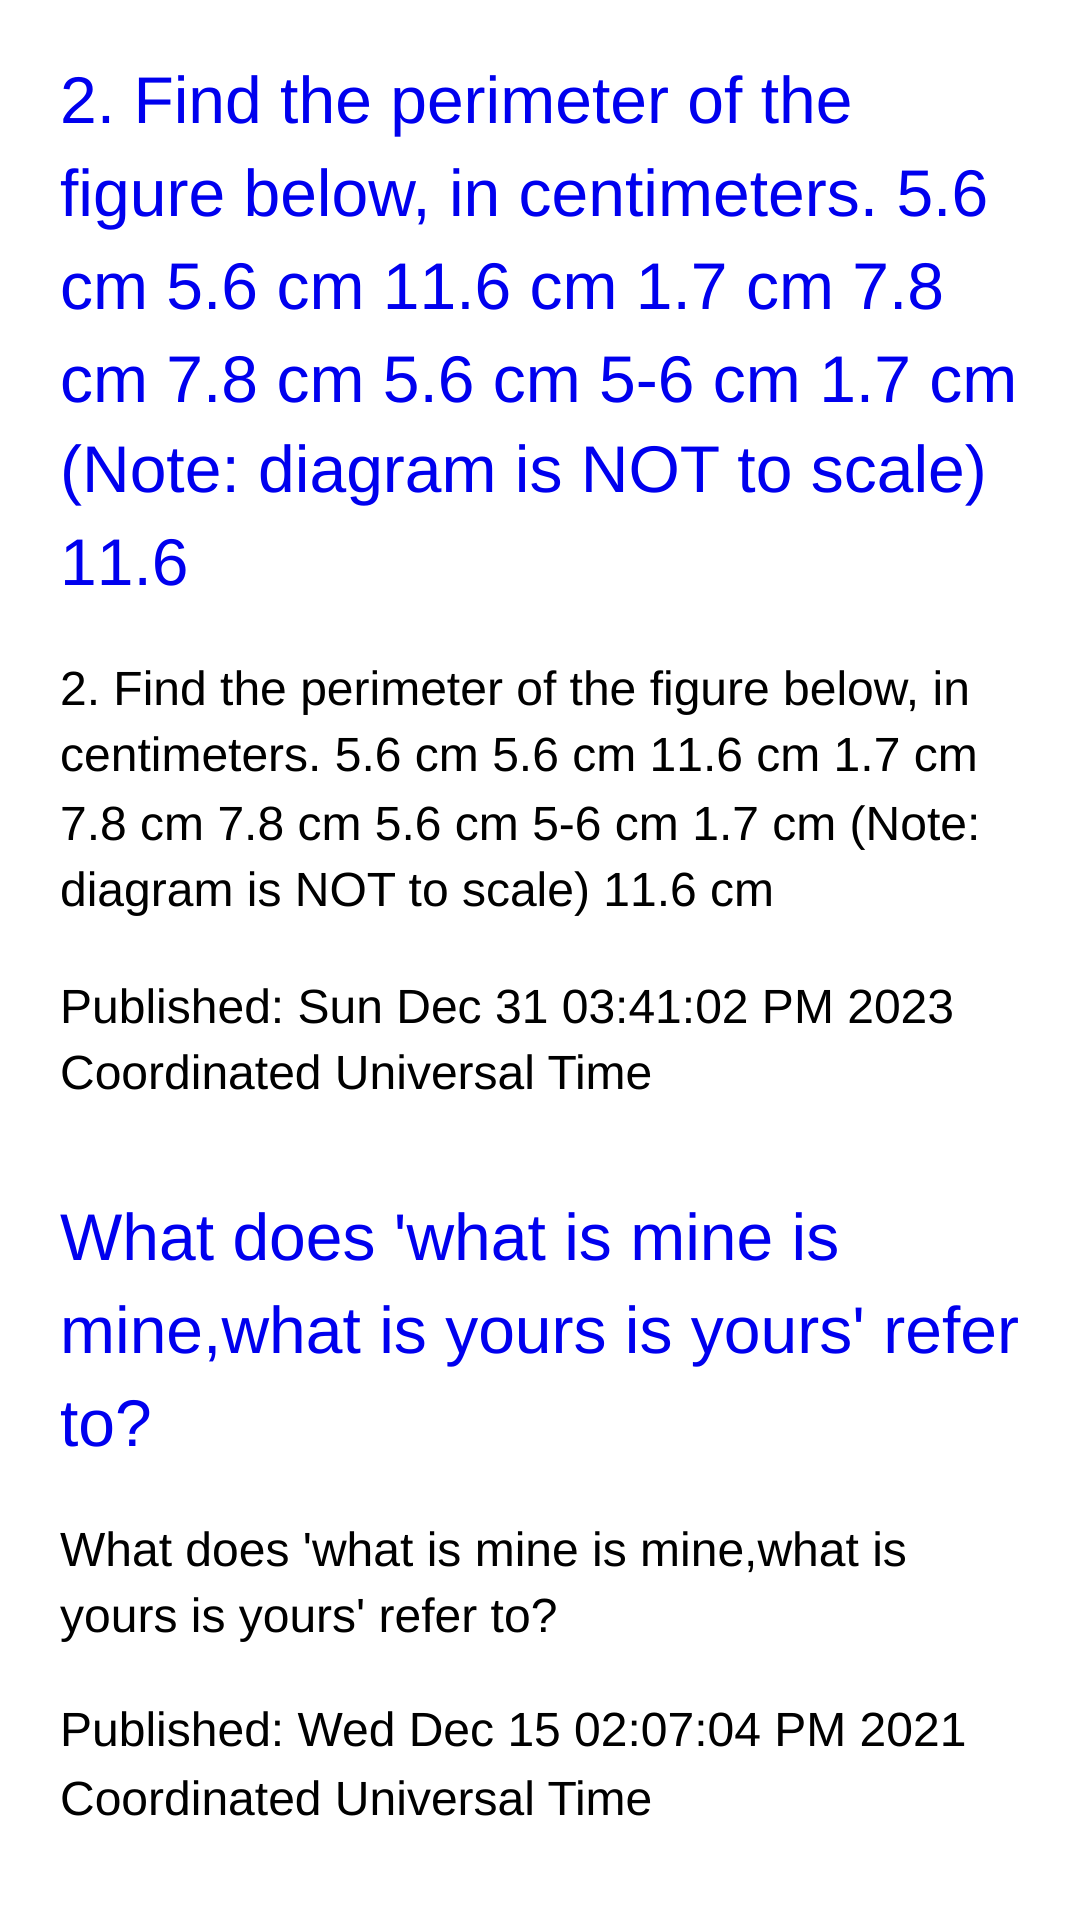 2. Find the perimeter of the
figure below, in centimeters. 5.6
cm 5.6 cm 11.6 cm 1.7 cm 7.8
cm 7.8 cm 5.6 cm 5-6 cm 1.7 cm
(Note: diagram is NOT to scale)
11.6
2. Find the perimeter of the figure below, in
centimeters. 5.6 cm 5.6 cm 11.6 cm 1.7 cm
7.8 cm 7.8 cm 5.6 cm 5-6 cm 1.7 cm (Note:
diagram is NOT to scale) 11.6 cm
Published: Sun Dec 31 03:41:02 PM 2023
Coordinated Universal Time
What does 'what is mine is
mine,what is yours is yours' refer
to?
What does 'what is mine is mine,what is
yours is yours' refer to?
Published: Wed Dec 15 02:07:04 PM 2021
Coordinated Universal Time